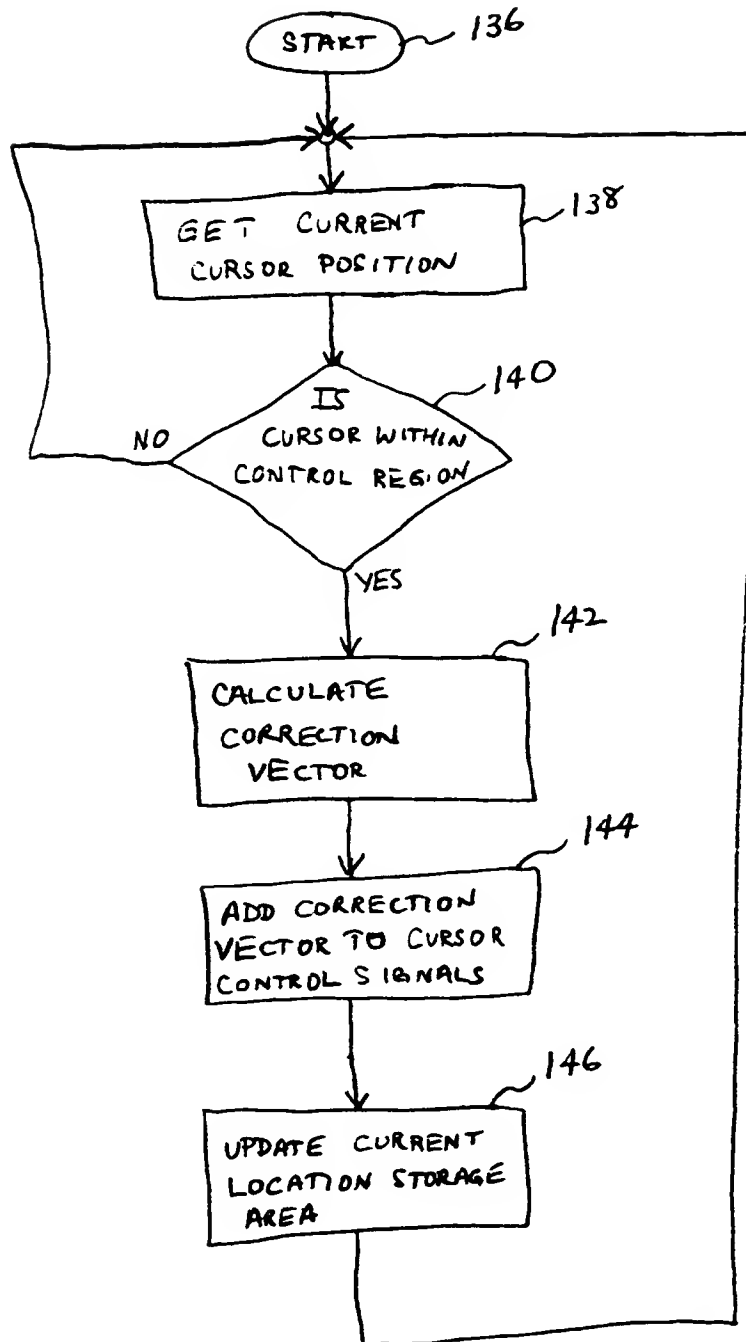 START
136
GET CURRENT
CURSOR POSITION
138
140
IS
CURSOR WITHIN
CONTROL REGION
NO
YES
142
CALCULATE
CORRECTION
VECTOR
144
ADD CORRECTION
VECTOR TO CURSOR
CONTROL SIGNALS
146
UPDATE CURRENT
LOCATION STORAGE
AREA